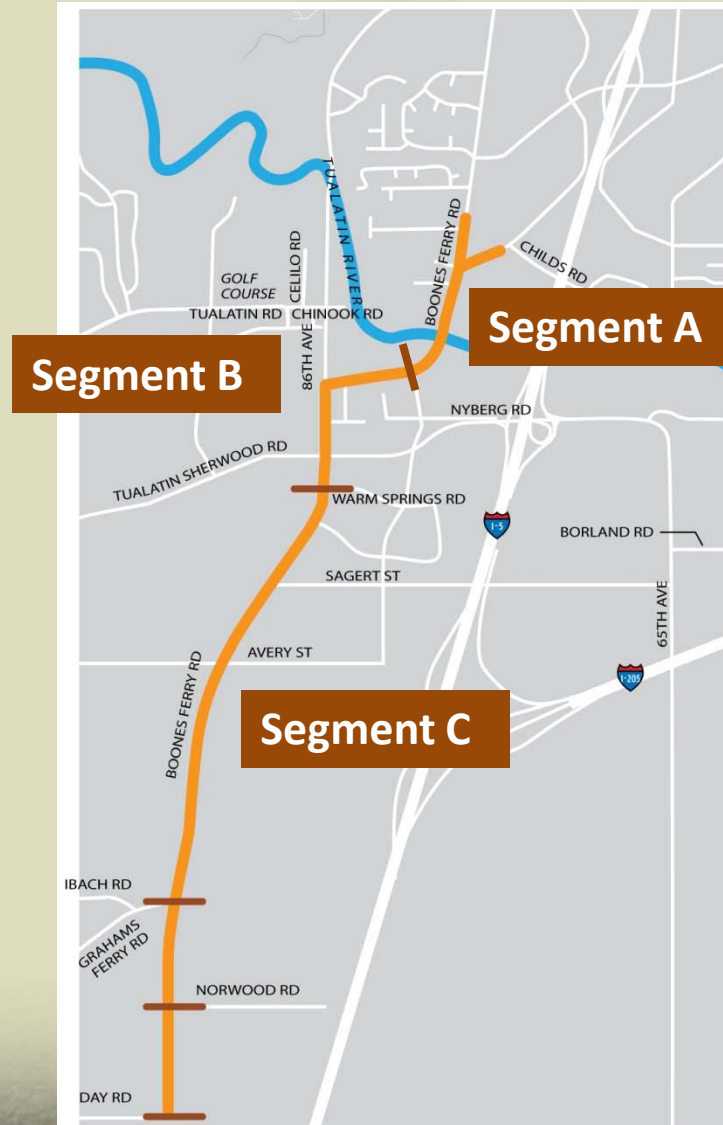 TUALATIN RIVER
BOONES FERRY RD
CHILDS RD
CELILO RD
GOLF
COURSE
TUALATIN RD
CHINOOK RD
Segment A
Segment B
86TH AVE
NYBERG RD
TUALATIN SHERWOOD RD
WARM SPRINGS RD
I-5
BORLAND RD
SAGERT ST
65TH AVE
AVERY ST
I-205
BOONES FERRY RD
Segment C
IBACH RD
GRAHAMS
FERRY RD
NORWOOD RD
DAY RD